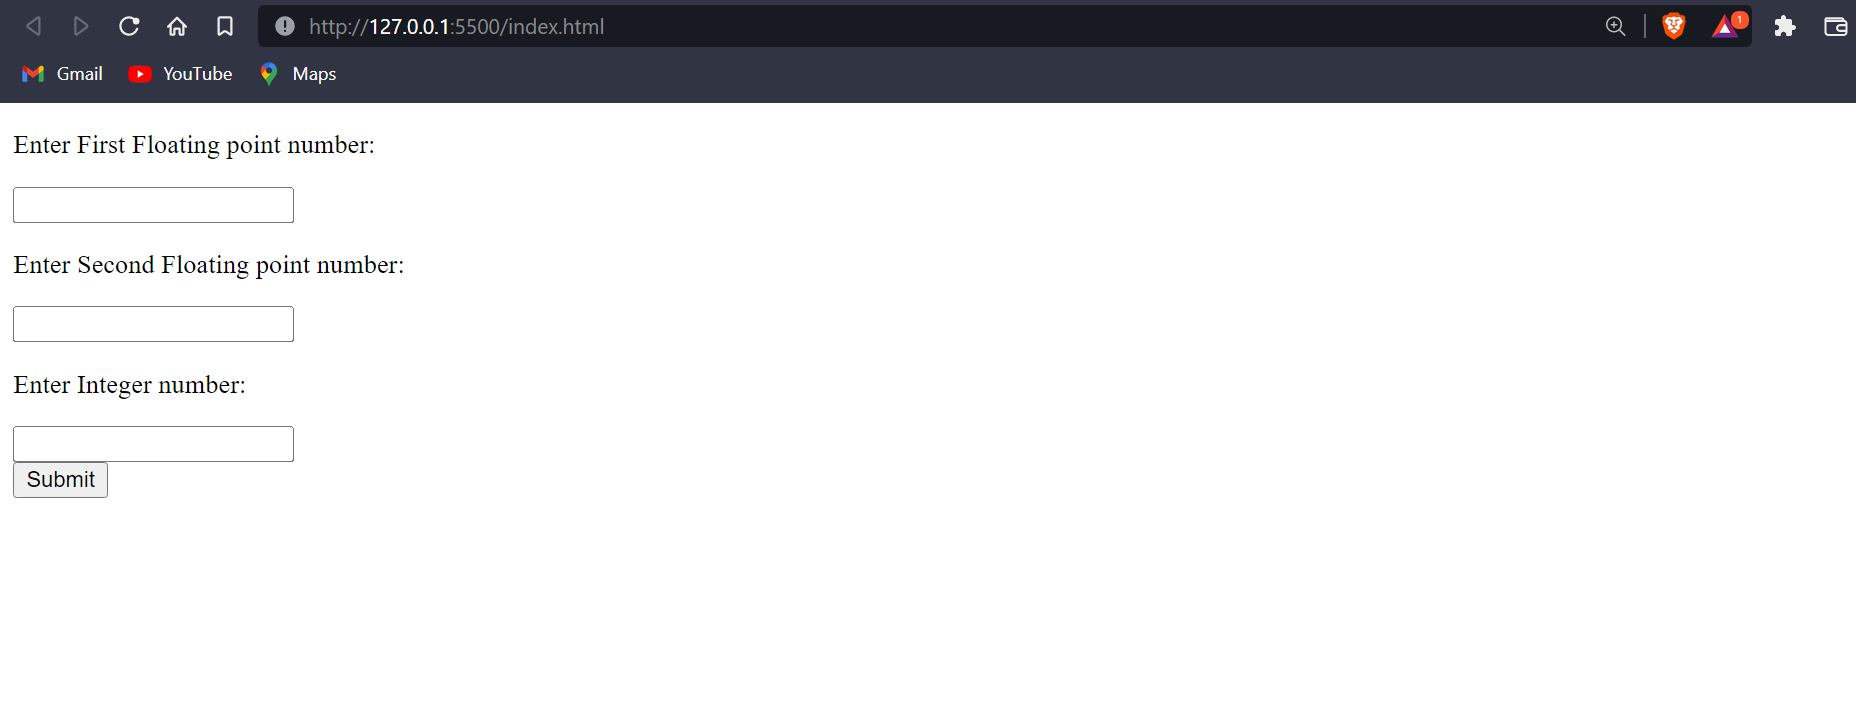 http://127.0.0.1:5500/index.html
1
Gmail YouTube Maps
Enter First Floating point number:
Enter Second Floating point number:
Enter Integer number:
Submit